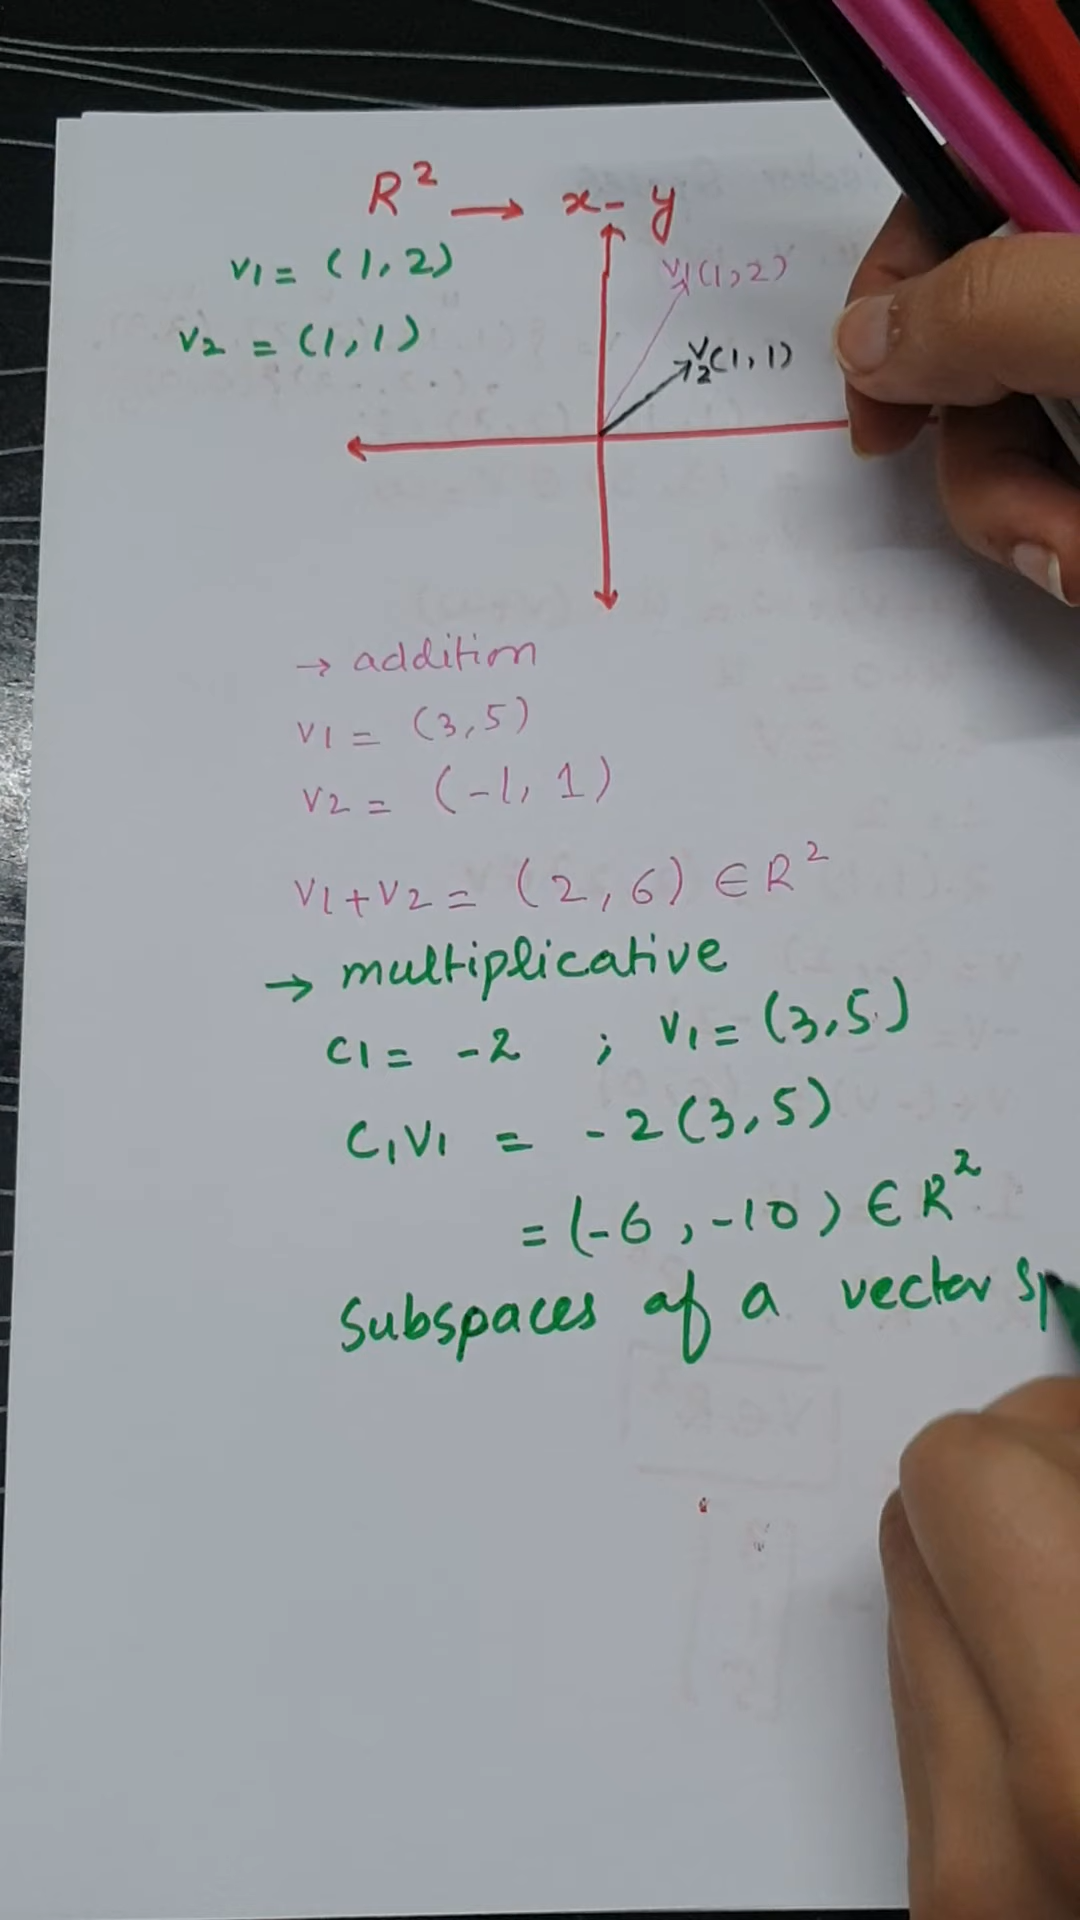 R² → x-y
v1 = (1,2)
v1(1,2)
v2 = (1,1)
v2(1,1)
→ addition
v1 = (3,5)
v2 = (-1, 1)
v1+v2 = (2,6) ∈ R²
→ multiplicative
c1 = -2 ; v1 = (3,5)
c1v1 = -2(3,5)
= (-6, -10) ∈ R²
Subspaces of a vector sp